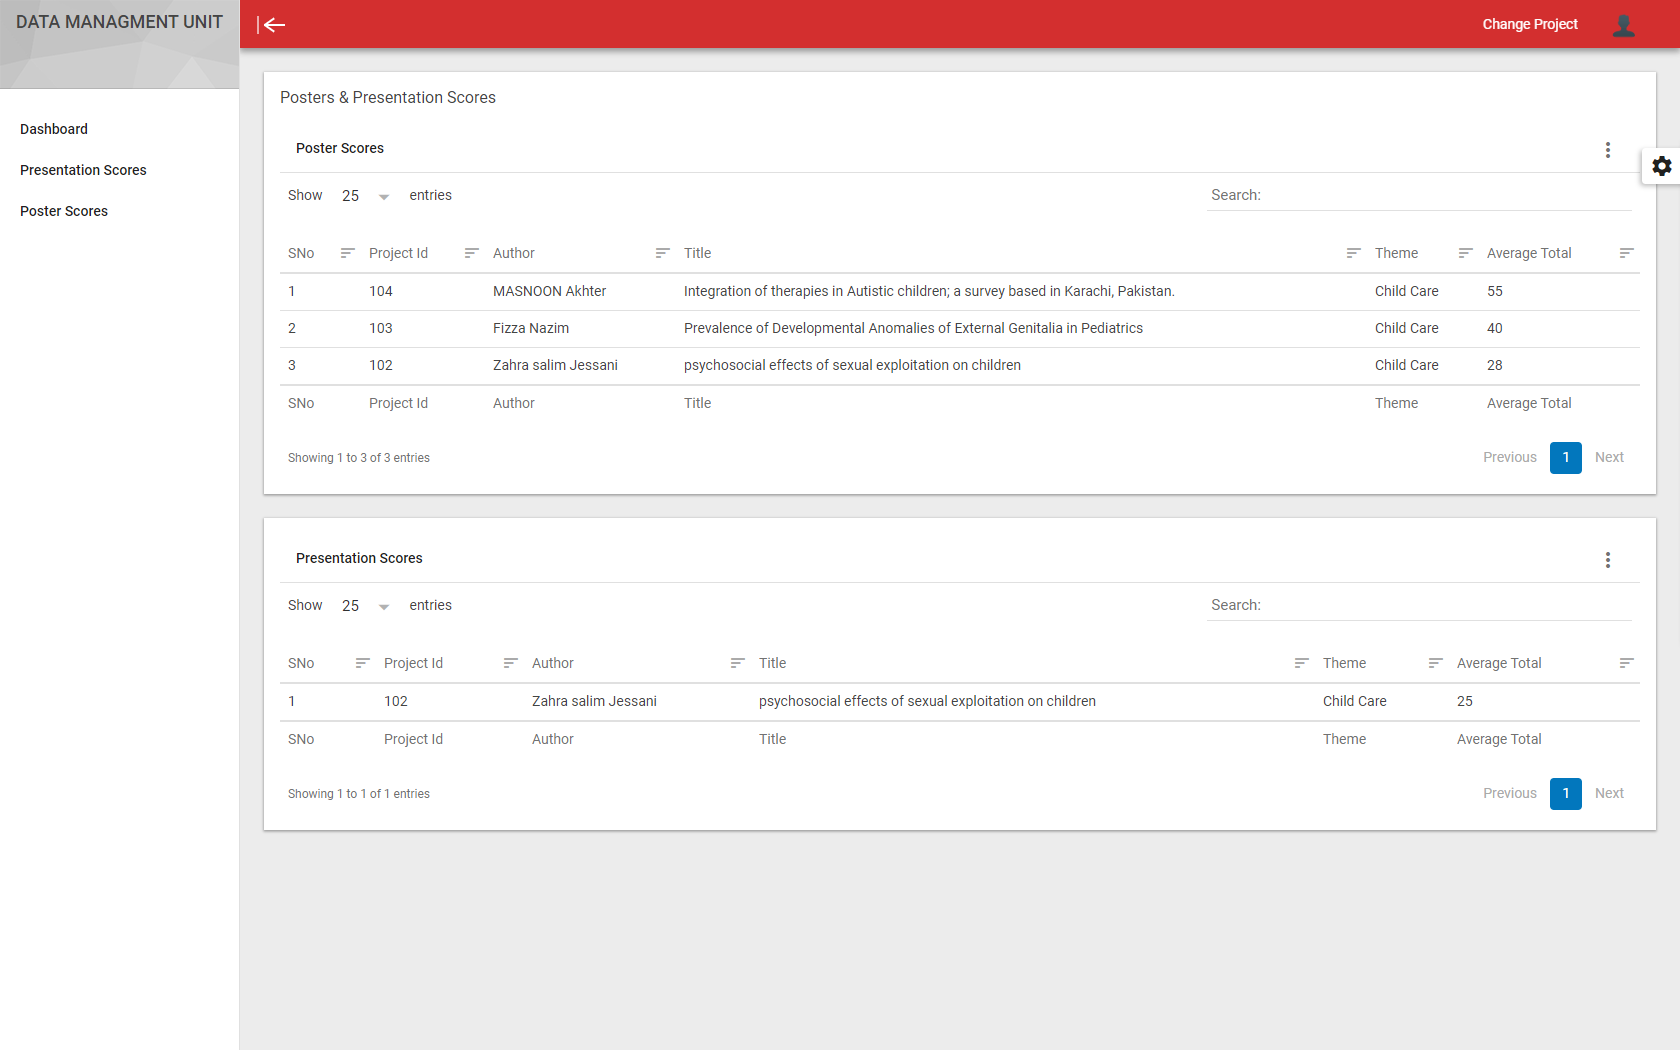 DATA MANAGMENT UNIT
Change Project
Dashboard
Presentation Scores
Poster Scores
Posters & Presentation Scores
Poster Scores
Show 25 entries
Search:
SNo Project Id Author Title Theme Average Total
1 104 MASNOON Akhter Integration of therapies in Autistic children; a survey based in Karachi, Pakistan. Child Care 55
2 103 Fizza Nazim Prevalence of Developmental Anomalies of External Genitalia in Pediatrics Child Care 40
3 102 Zahra salim Jessani psychosocial effects of sexual exploitation on children Child Care 28
SNo Project Id Author Title Theme Average Total
Showing 1 to 3 of 3 entries
Previous 1 Next
Presentation Scores
Show 25 entries
Search:
SNo Project Id Author Title Theme Average Total
1 102 Zahra salim Jessani psychosocial effects of sexual exploitation on children Child Care 25
SNo Project Id Author Title Theme Average Total
Showing 1 to 1 of 1 entries
Previous 1 Next